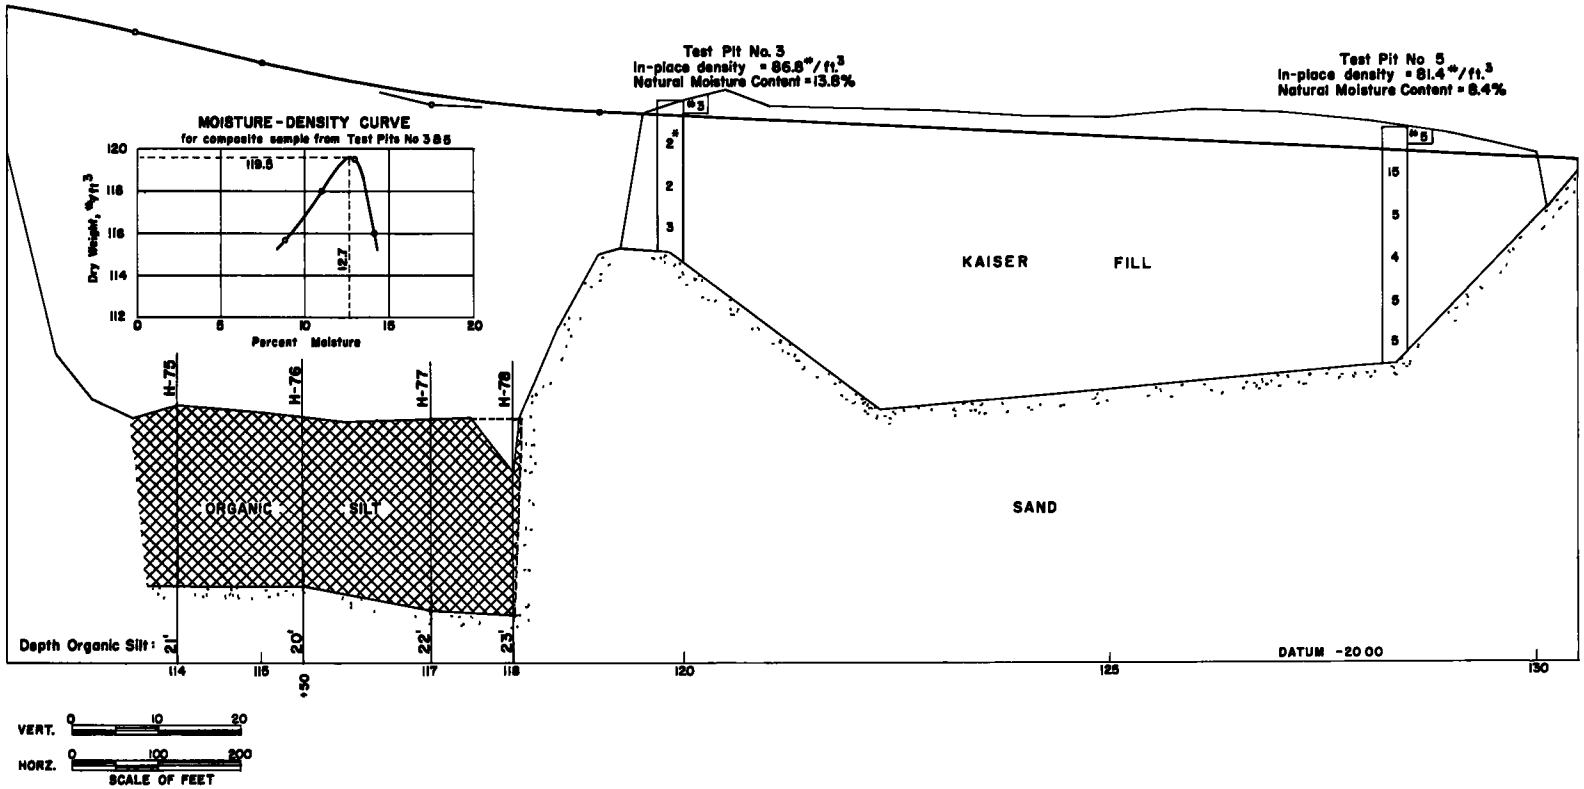 Test Pit No. 3
In-place density = 86.8#/ft.3
Natural Moisture Content = 13.8%
Test Pit No 5
In-place density = 81.4#/ft.3
Natural Moisture Content = 8.4%
#3
2*
2
3
#5
15
5
4
5
5
MOISTURE-DENSITY CURVE
for composite sample from Test Pits No 3 & 5
120
118
116
114
112
Dry Weight, #/ft3
119.5
12.7
0
5
10
15
20
Percent Moisture
KAISER FILL
H-75
H-76
H-77
H-78
ORGANIC SILT
SAND
Depth Organic Silt:
21'
20'
22'
23'
DATUM -20 00
114
115
+50
117
118
120
125
130
VERT.
0
10
20
HORZ.
0
100
200
SCALE OF FEET